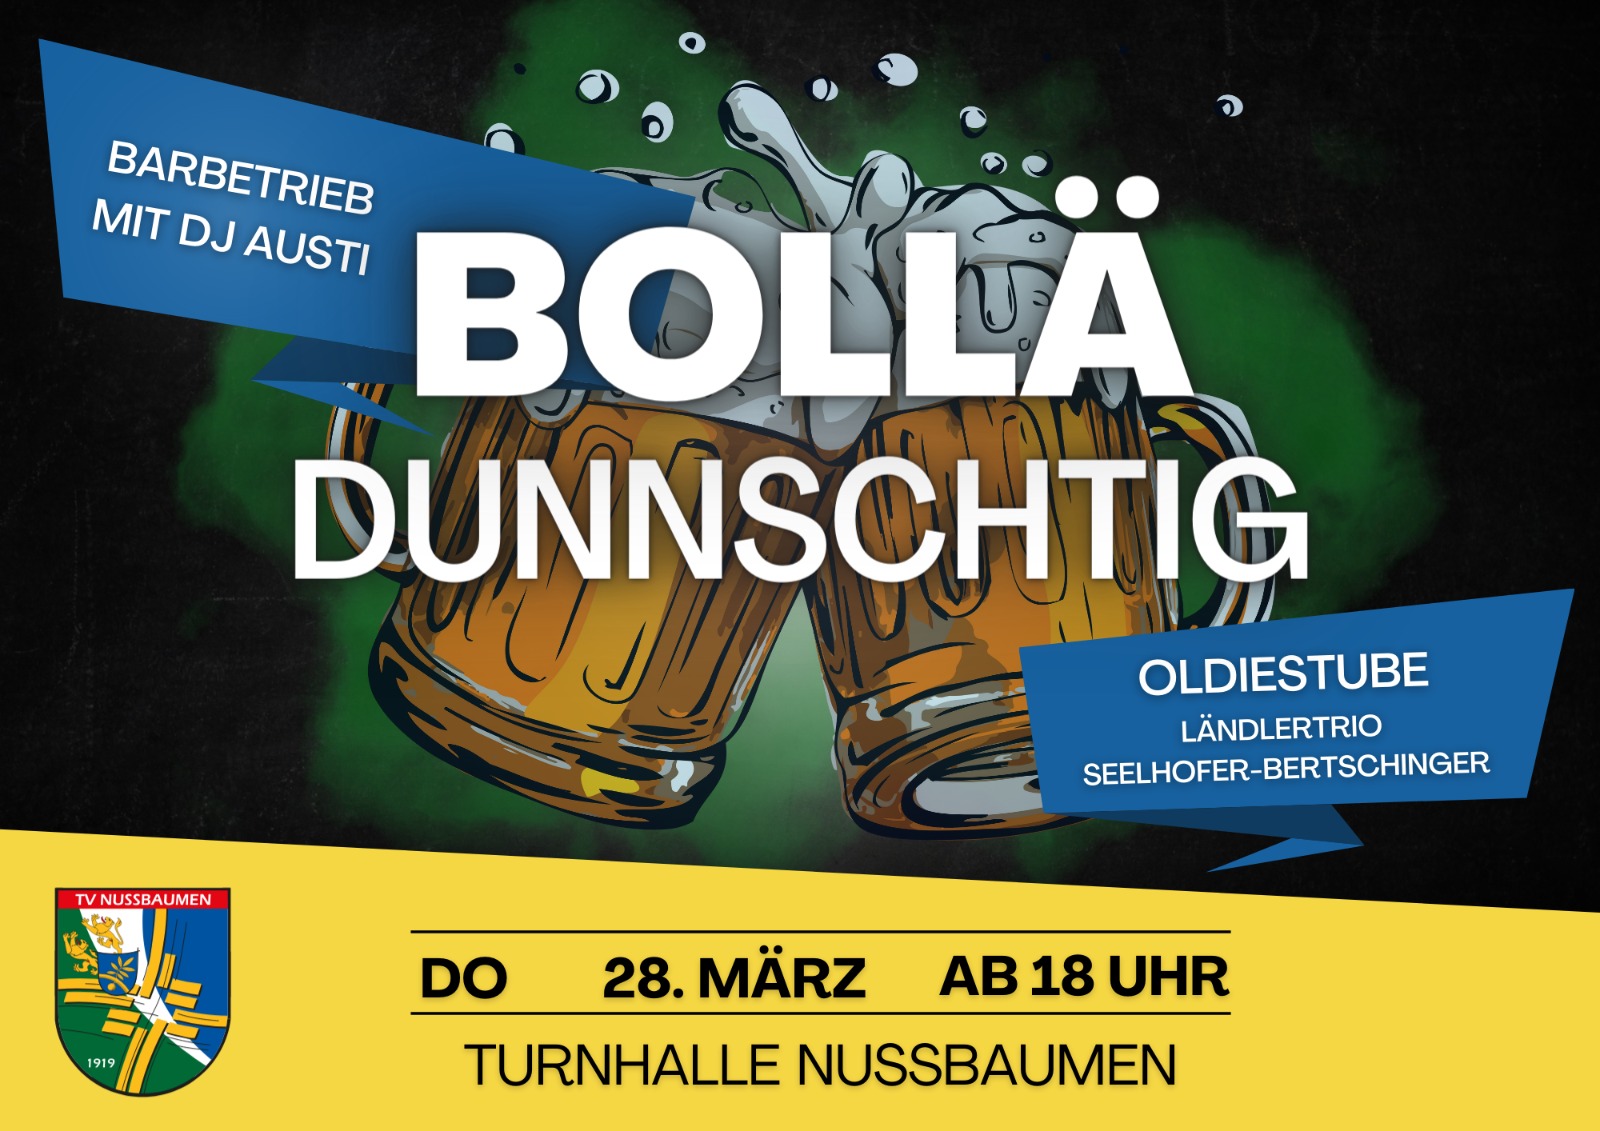 BARBETRIEB
MIT DJ AUSTI
BOLLÄ
DUNNSCHTIG
OLDIESTUBE
LÄNDLERTRIO
SEELHOFER-BERTSCHINGER
TV NUSSBAUMEN
1919
DO 28. MÄRZ AB 18 UHR
TURNHALLE NUSSBAUMEN